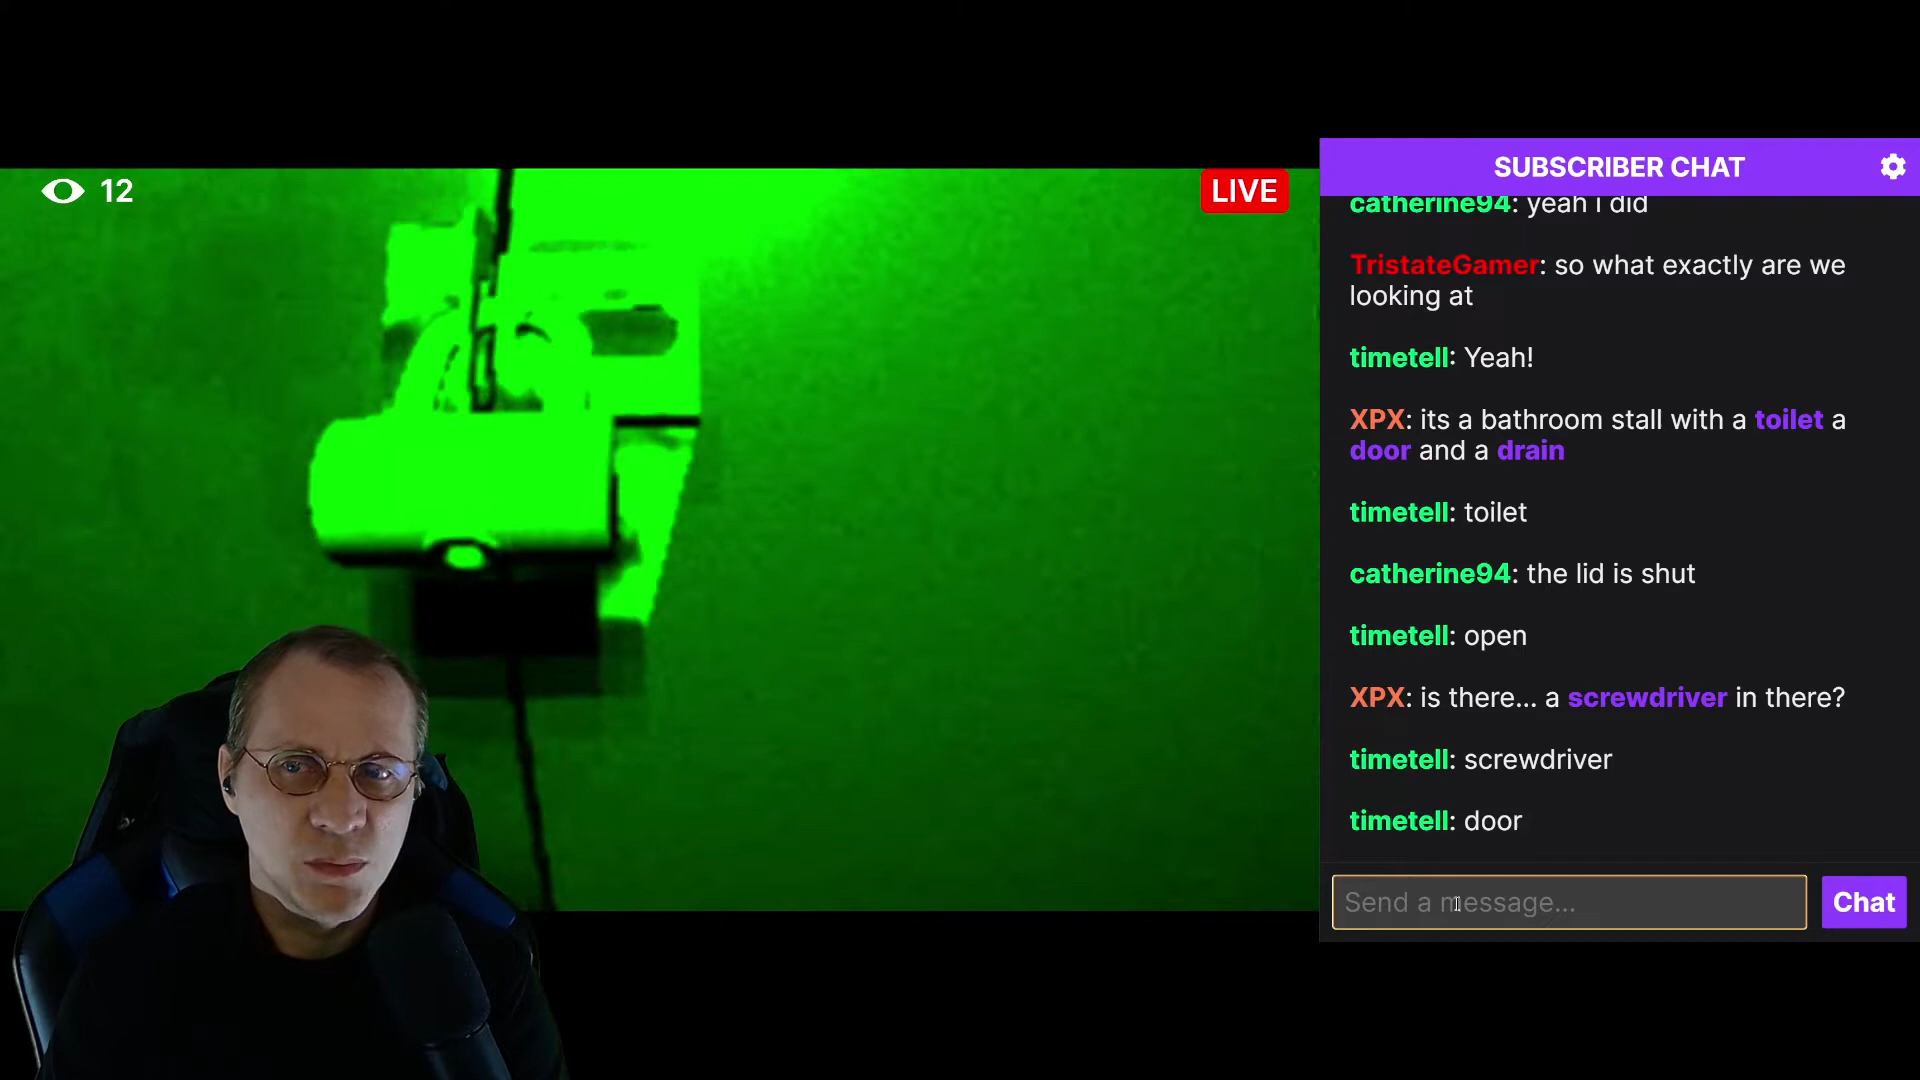 12
LIVE
SUBSCRIBER CHAT
catherine94: yeah i did
TristateGamer: so what exactly are we
looking at
timetell: Yeah!
XPX: its a bathroom stall with a toilet a
door and a drain
timetell: toilet
catherine94: the lid is shut
timetell: open
XPX: is there... a screwdriver in there?
timetell: screwdriver
timetell: door
Send a message...
Chat